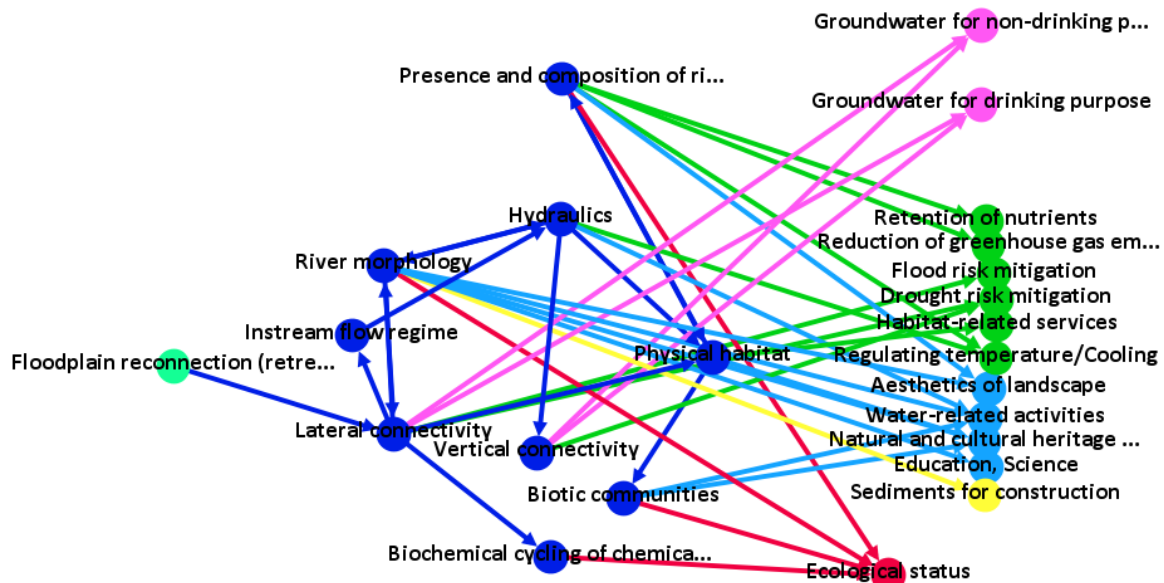 Groundwater for non-drinking p...
Presence and composition of ri...
Groundwater for drinking purpose
Hydraulics
Retention of nutrients
Reduction of greenhouse gas em...
River morphology
Flood risk mitigation
Drought risk mitigation
Instream flow regime
Habitat-related services
Floodplain reconnection (retre...
Physical habitat
Regulating temperature/Cooling
Aesthetics of landscape
Lateral connectivity
Water-related activities
Vertical connectivity
Natural and cultural heritage ...
Education, Science
Biotic communities
Sediments for construction
Biochemical cycling of chemica...
Ecological status